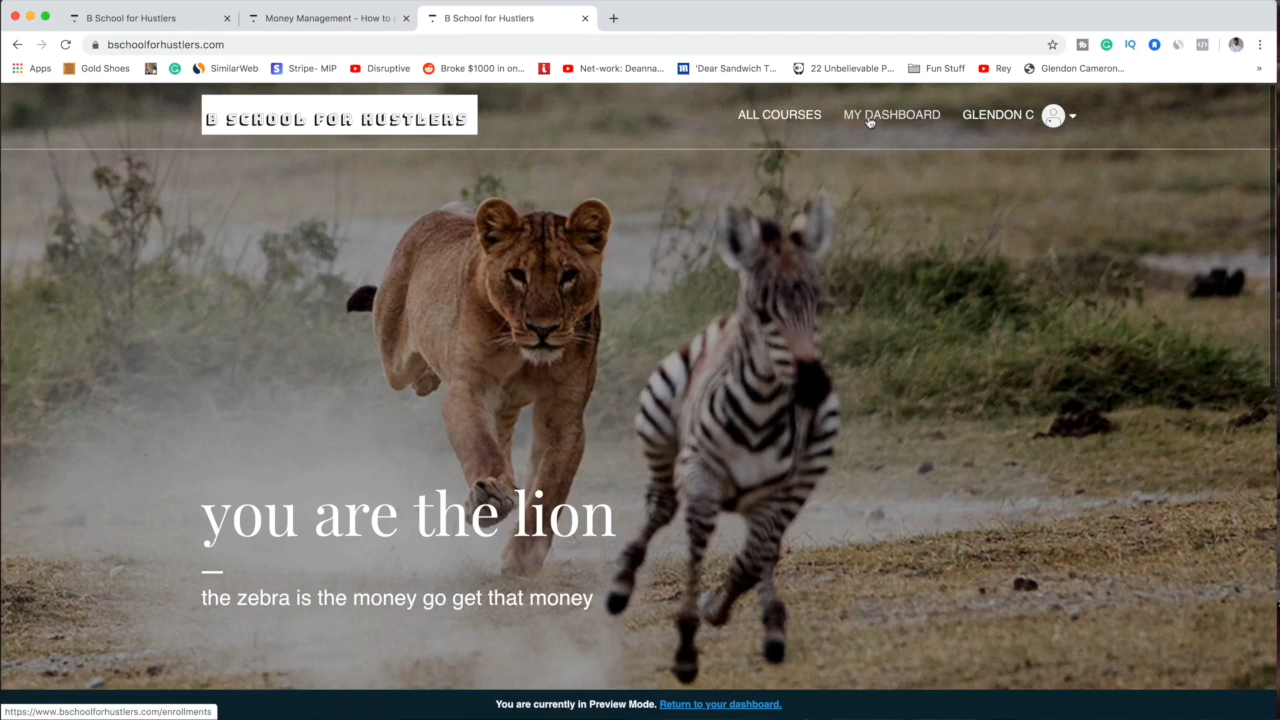 B School for Hustlers
Money Management - How to
B School for Hustlers
bschoolforhustlers.com
Apps
Gold Shoes
SimilarWeb
Stripe- MIP
Disruptive
Broke $1000 in on...
Net-work: Deanna...
'Dear Sandwich T...
22 Unbelievable P...
Fun Stuff
Rey
Glendon Cameron...
»
B SCHOOL FOR HUSTLERS
ALL COURSES
MY DASHBOARD
GLENDON C
you are the lion
the zebra is the money go get that money
You are currently in Preview Mode. Return to your dashboard.
https://www.bschoolforhustlers.com/enrollments